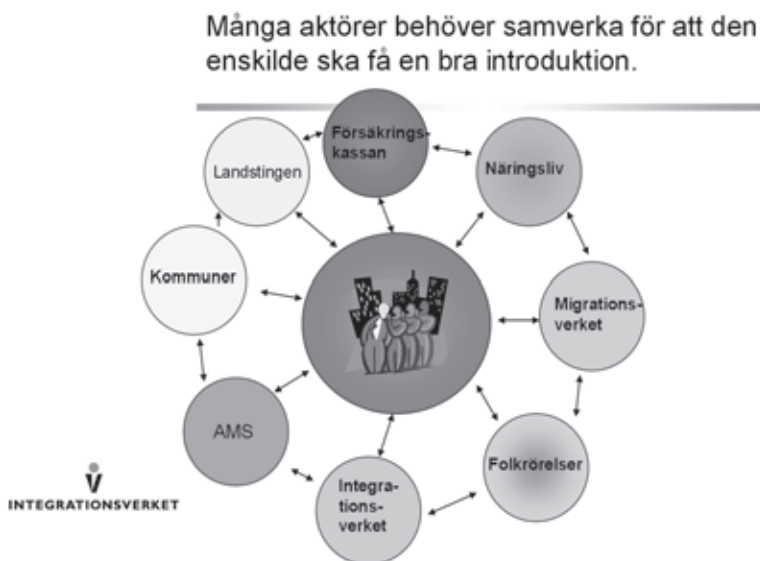 Många aktörer behöver samverka för att den
enskilde ska få en bra introduktion.
Försäkrings-
kassan
Landstingen
Näringsliv
Kommuner
Migrations-
verket
AMS
Folkrörelser
Integra-
tions-
verket
INTEGRATIONSVERKET